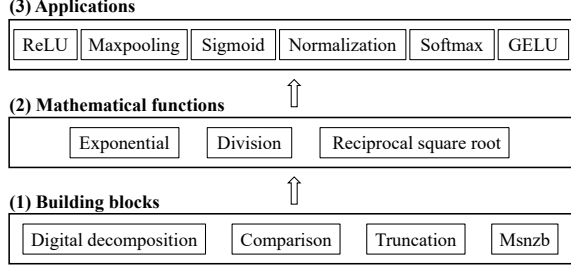 (3) Applications
ReLU Maxpooling Sigmoid Normalization Softmax GELU
(2) Mathematical functions
Exponential Division Reciprocal square root
(1) Building blocks
Digital decomposition Comparison Truncation Msnzb